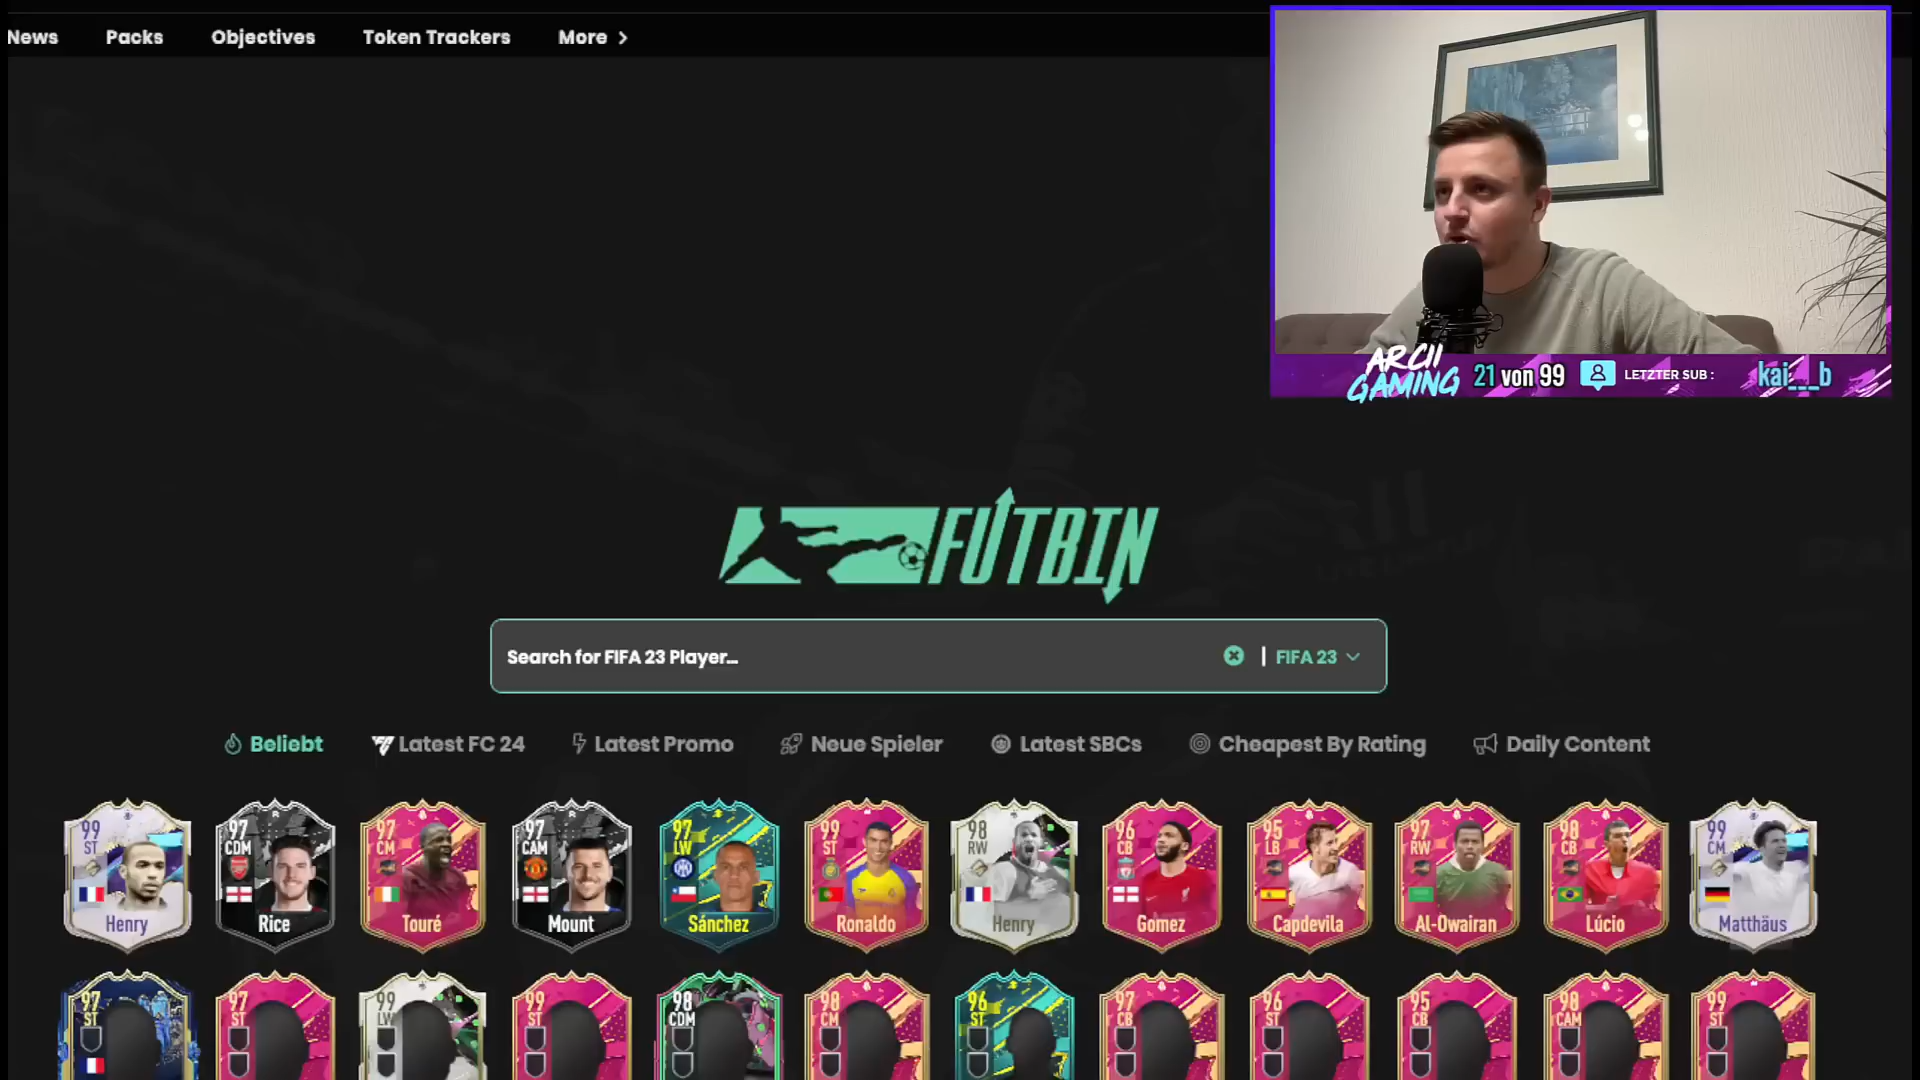 News Packs Objectives Token Trackers More
ARCII
GAMING
21 von 99
LETZTER SUB :
kai___b
FUTBIN
Search for FIFA 23 Player...
| FIFA 23
Beliebt Latest FC 24 Latest Promo Neue Spieler Latest SBCs Cheapest By Rating Daily Content
99 97 97 97 97 99 98 96 95 97 98 99
ST CDM CM CAM LW ST RW CB LB RW CB CM
Henry Rice Touré Mount Sánchez Ronaldo Henry Gomez Capdevila Al-Owairan Lúcio Matthäus
97 97 99 99 98 98 96 97 96 95 98 99
ST ST LW ST CDM CM ST CB ST CB CAM ST